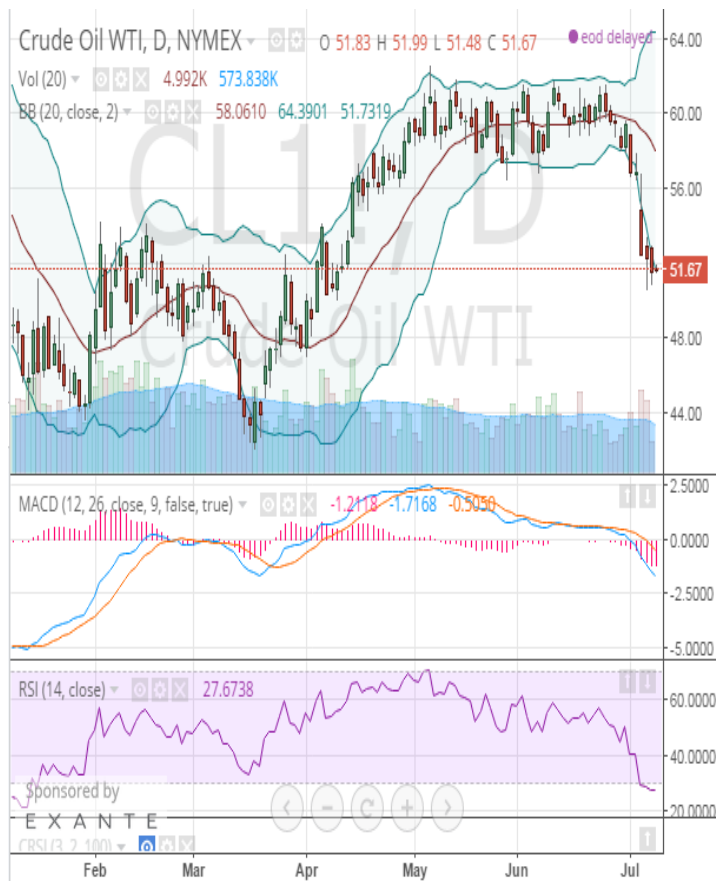 Crude Oil WTI, D, NYMEX O 51.83 H 51.99 L 51.48 C 51.67 eod delayed
64.00
Vol (20) 4.992K 573.838K
BB (20, close, 2) 58.0610 64.3901 51.7319
60.00
CL1!, D
56.00
51.67
Crude Oil WTI
48.00
44.00
2.5000
MACD (12, 26, close, 9, false, true) -1.2118 -1.7168 -0.5050
0.0000
-2.5000
-5.0000
RSI (14, close) 27.6738
60.0000
40.0000
Sponsored by
20.0000
EXANTE
CRSI (3, 2, 100)
Feb Mar Apr May Jun Jul